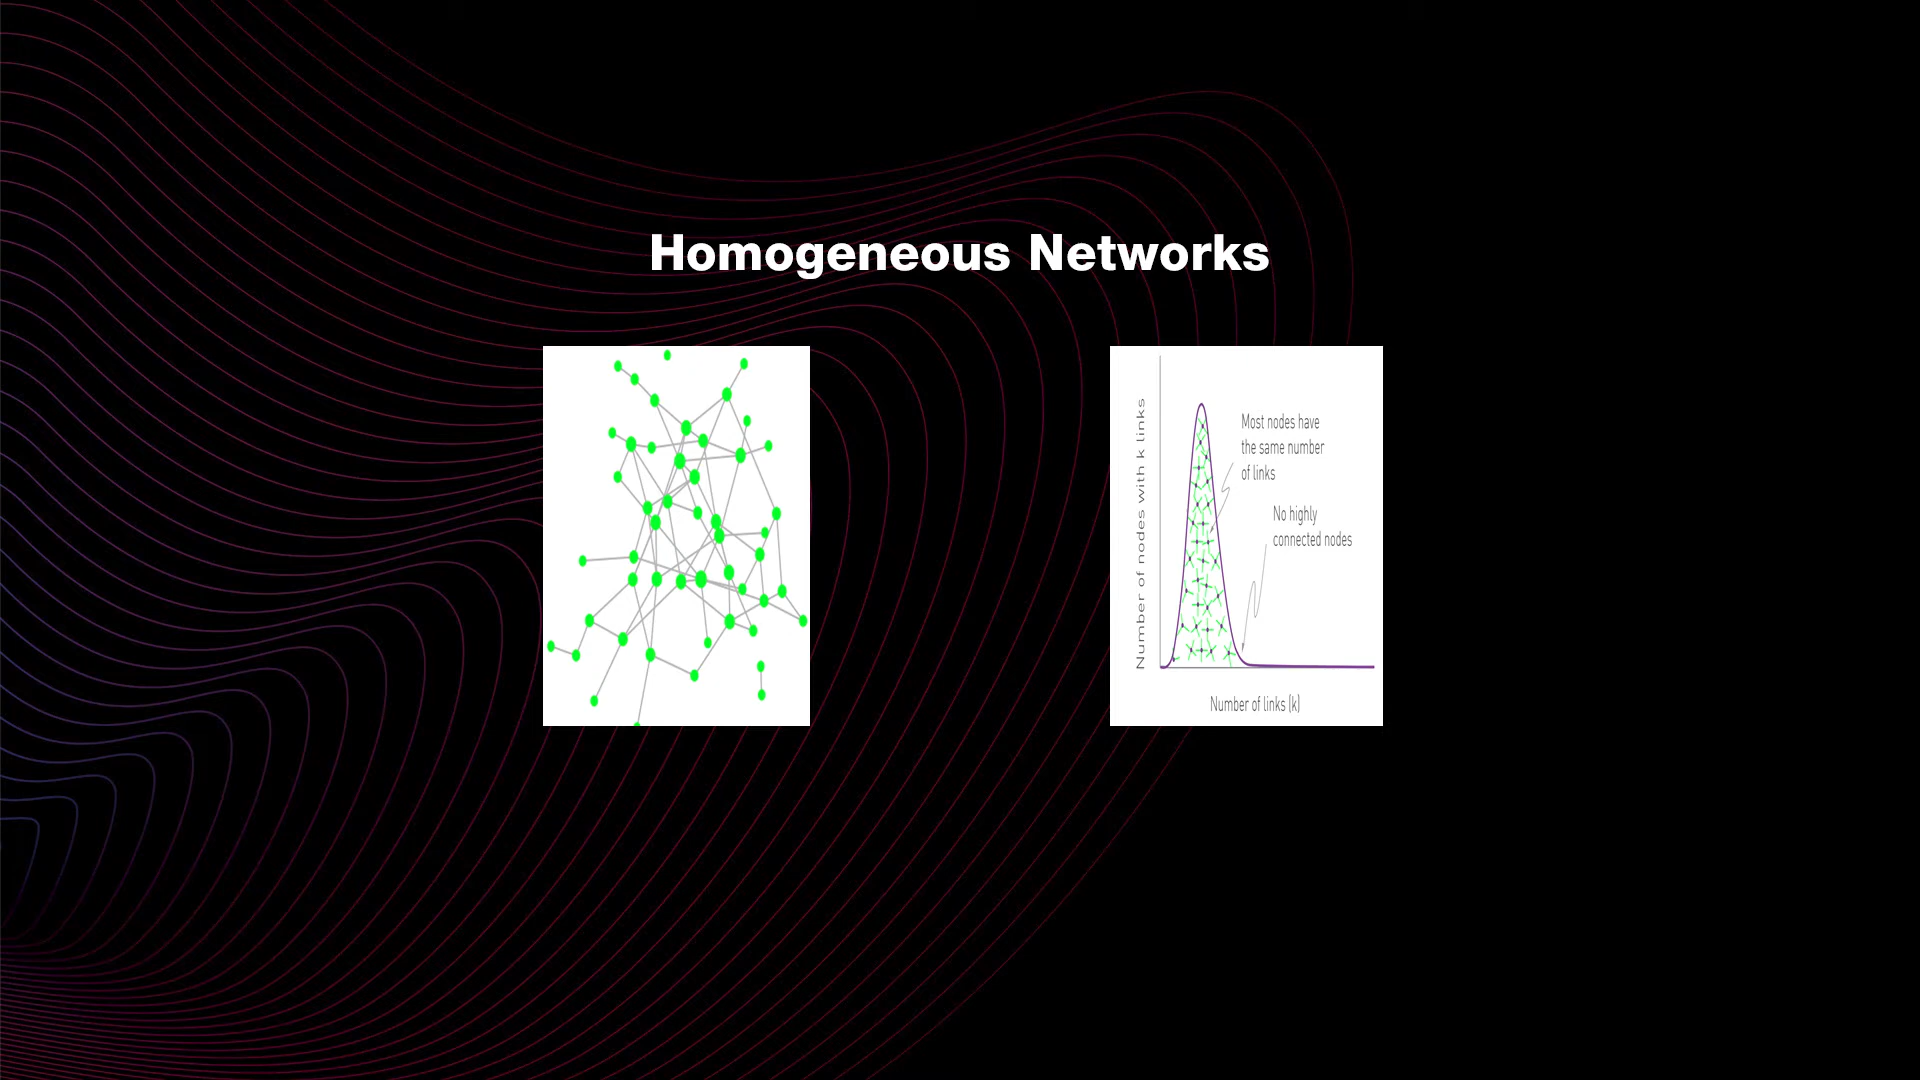 Homogeneous Networks
Number of nodes with k links
Most nodes have
the same number
of links
No highly
connected nodes
Number of links (k)